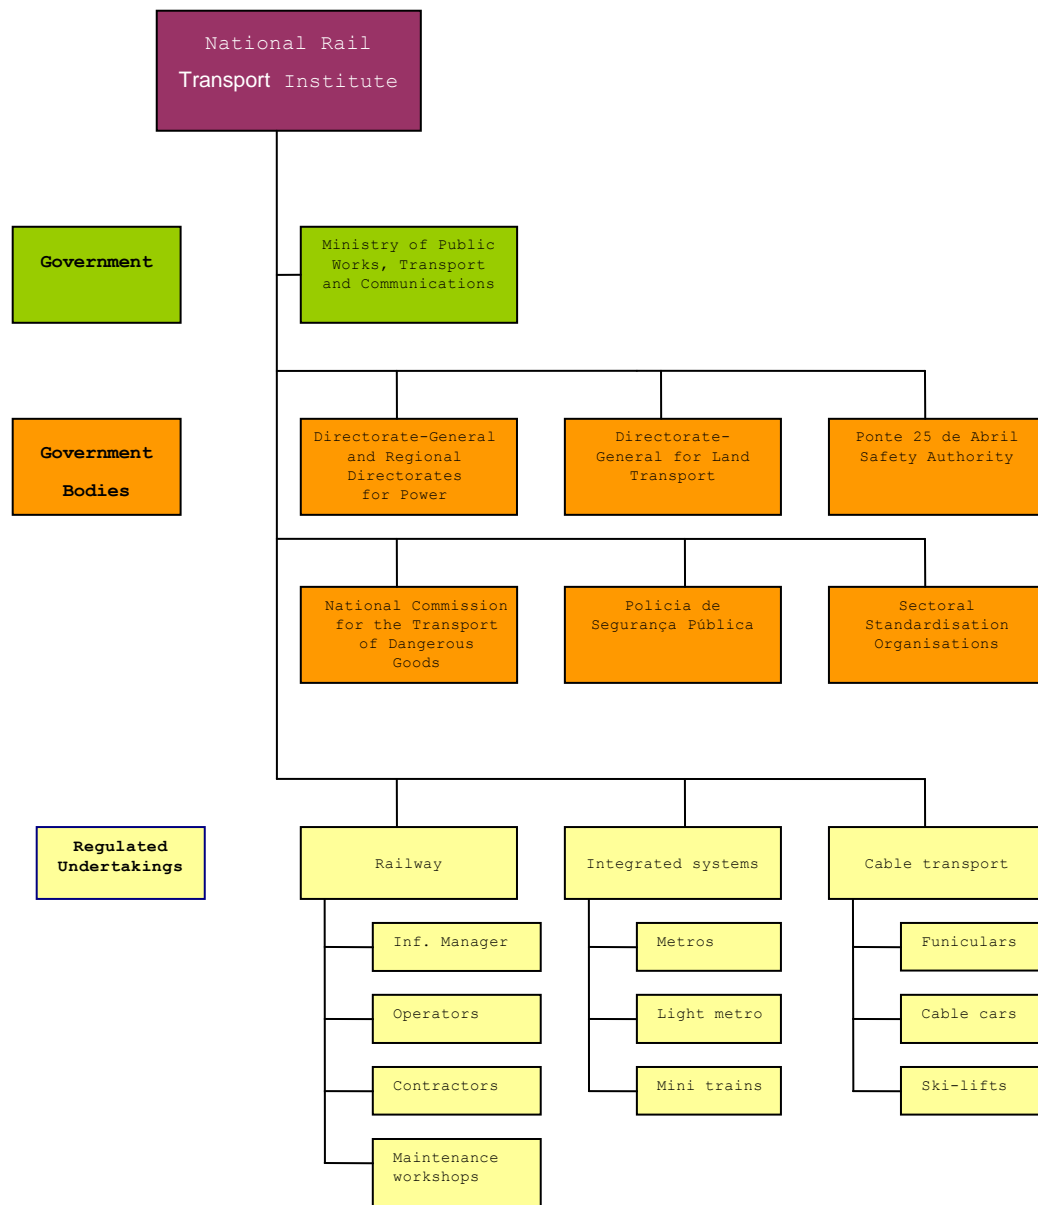 National Rail
Transport Institute
Government
Ministry of Public
Works, Transport
and Communications
Government
Bodies
Directorate-General
and Regional
Directorates
for Power
Directorate-
General for Land
Transport
Ponte 25 de Abril
Safety Authority
National Commission
for the Transport
of Dangerous
Goods
Policia de
Segurança Pública
Sectoral
Standardisation
Organisations
Regulated
Undertakings
Railway
Integrated systems
Cable transport
Inf. Manager
Metros
Funiculars
Operators
Light metro
Cable cars
Contractors
Mini trains
Ski-lifts
Maintenance
workshops